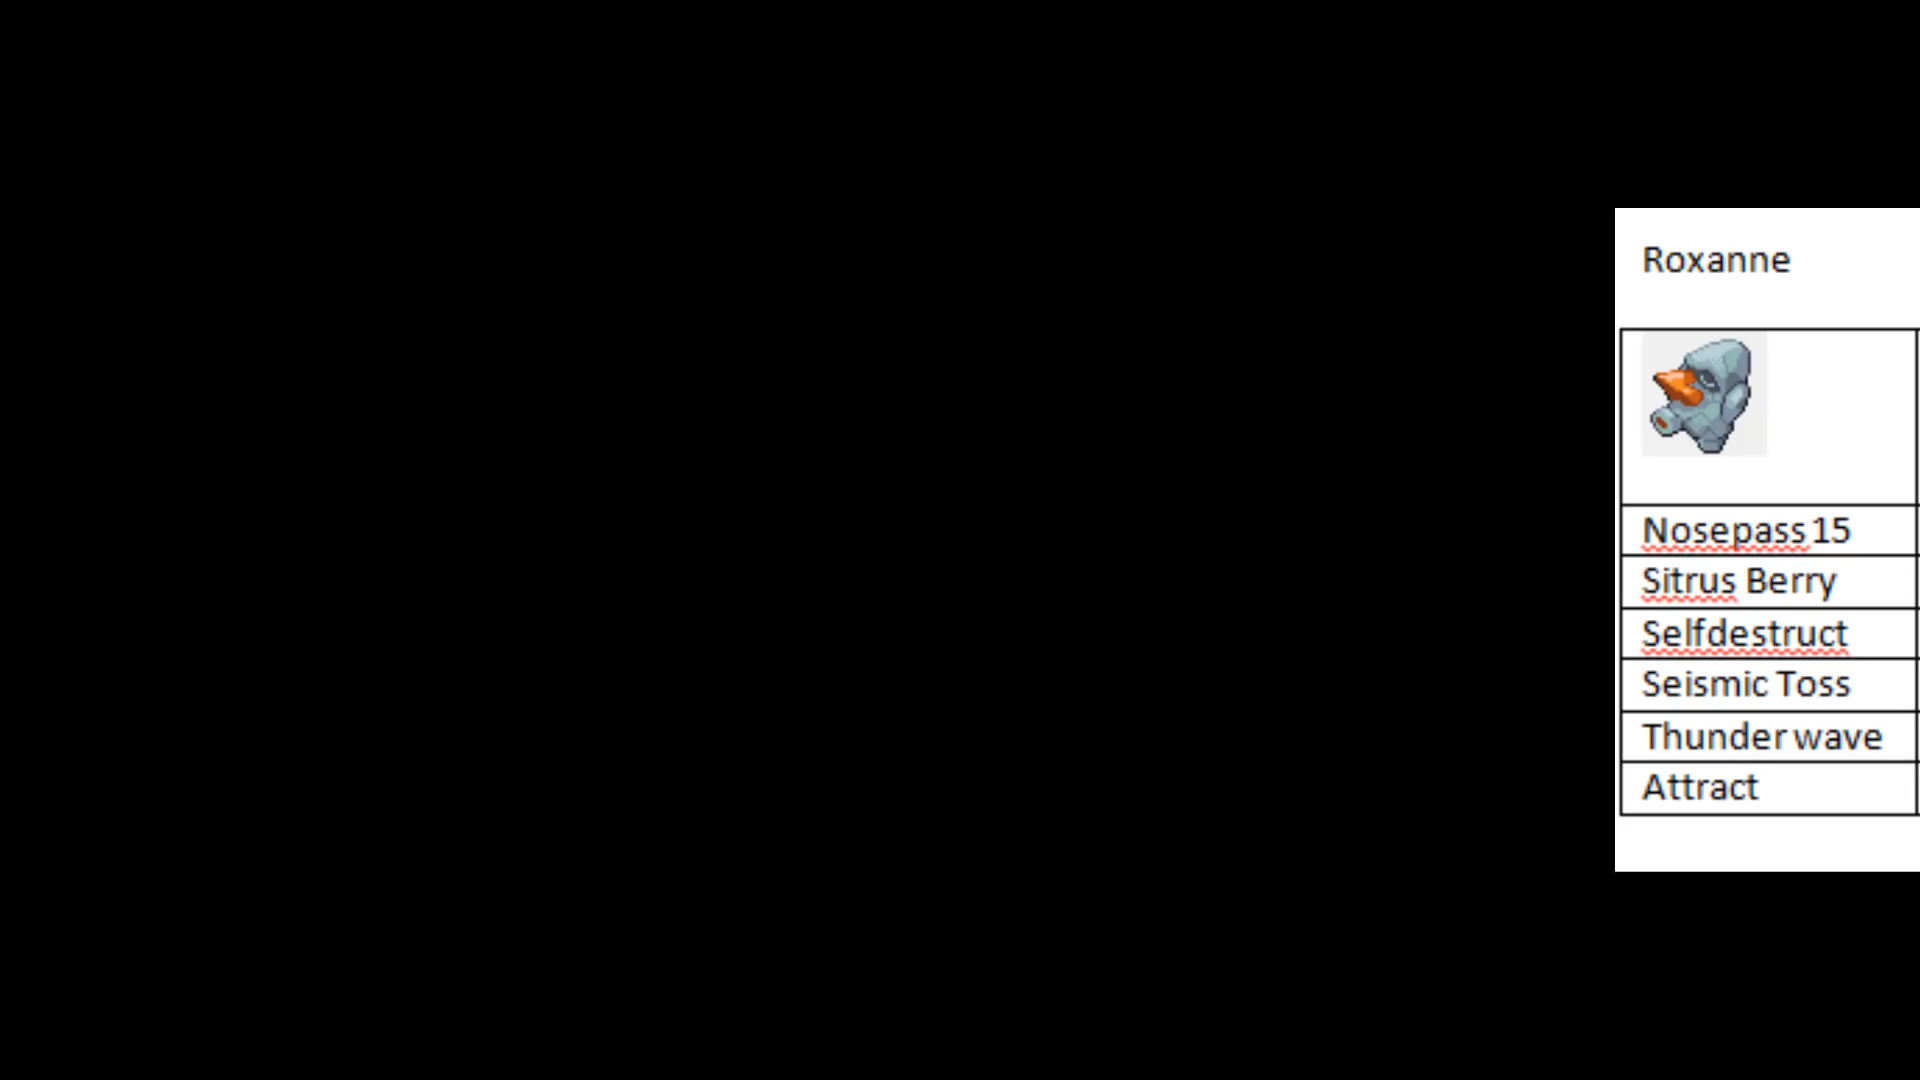 Roxanne
Nosepass 15
Sitrus Berry
Selfdestruct
Seismic Toss
Thunder wave
Attract